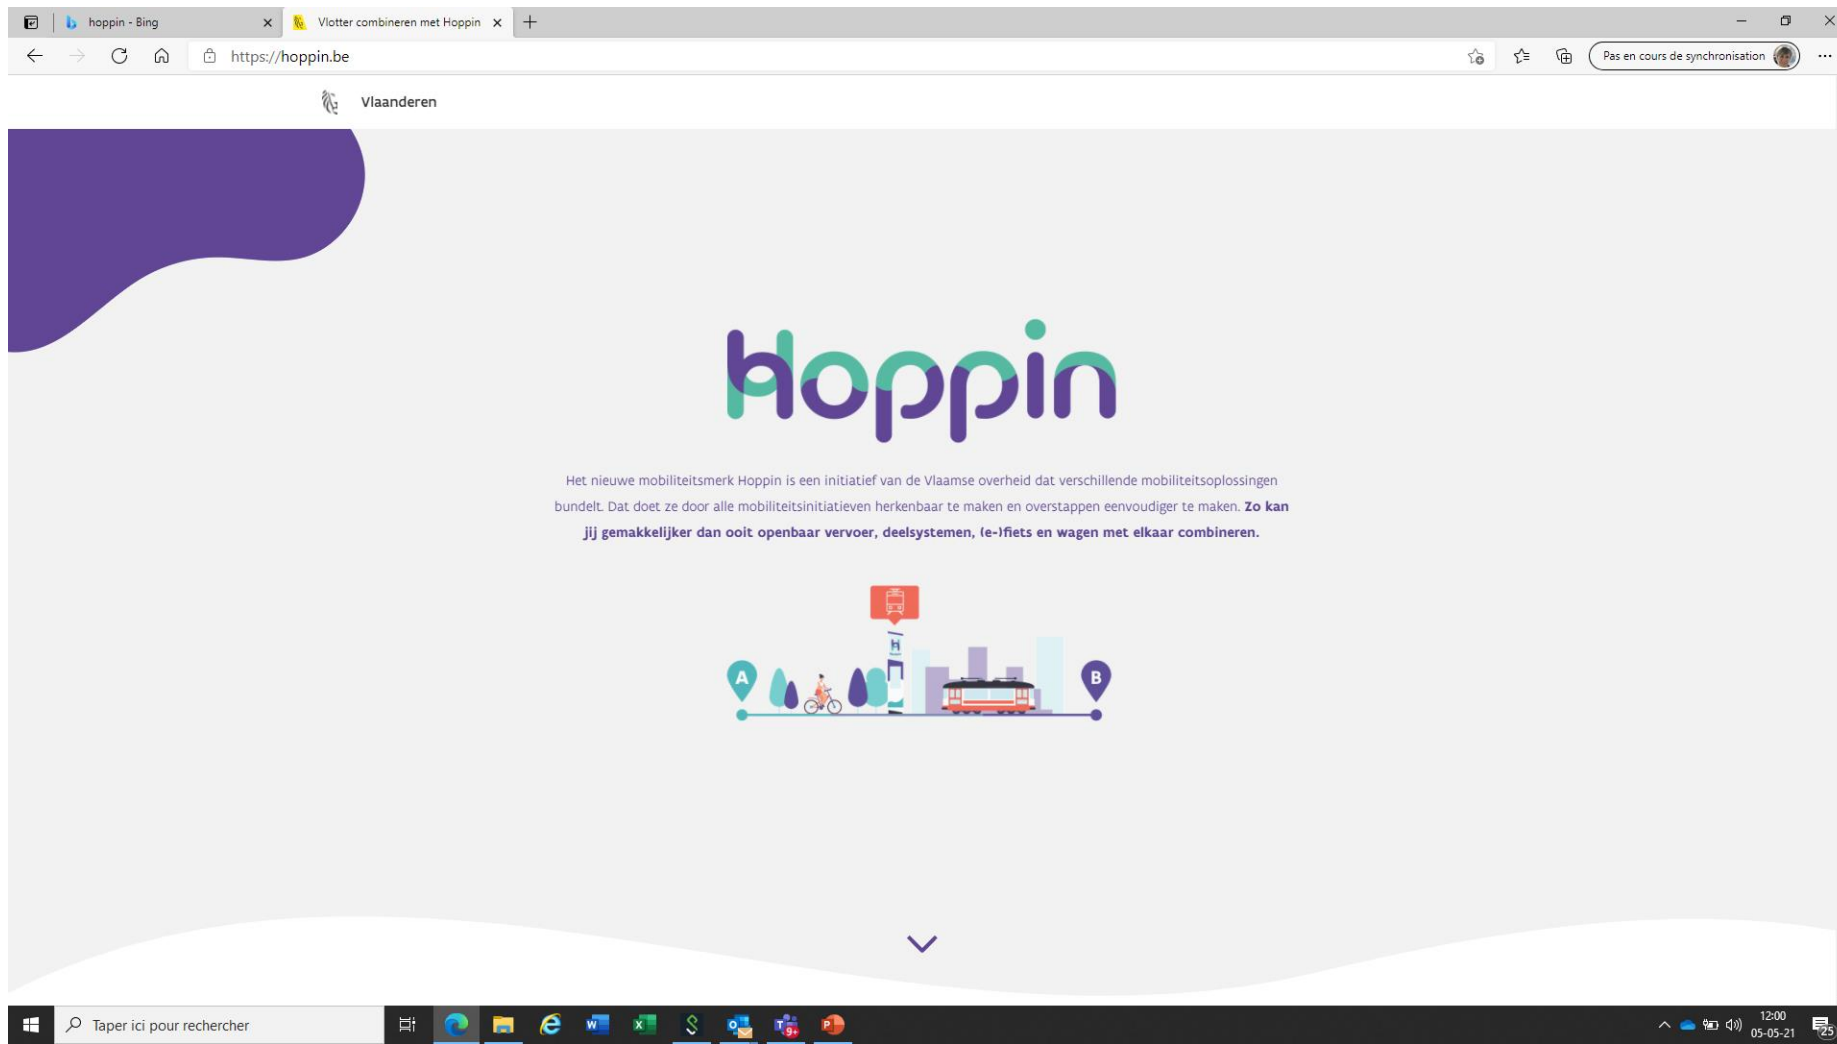 hoppin - Bing
Vlotter combineren met Hoppin
https://hoppin.be
Pas en cours de synchronisation
Vlaanderen
Hoppin
Het nieuwe mobiliteitsmerk Hoppin is een initiatief van de Vlaamse overheid dat verschillende mobiliteitsoplossingen
bundelt. Dat doet ze door alle mobiliteitsinitiatieven herkenbaar te maken en overstappen eenvoudiger te maken. Zo kan
jij gemakkelijker dan ooit openbaar vervoer, deelsystemen, (e-)fiets en wagen met elkaar combineren.
H
A
B
Taper ici pour rechercher
9+
12:00
05-05-21
25